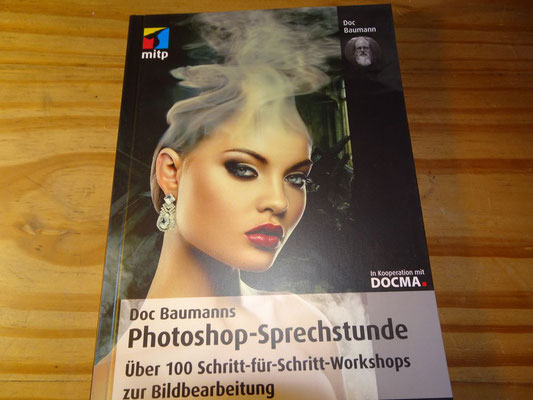 mitp
Doc
Baumann
In Kooperation mit
DOCMA.
Doc Baumanns
Photoshop-Sprechstunde
Über 100 Schritt-für-Schritt-Workshops
zur Bildbearbeitung